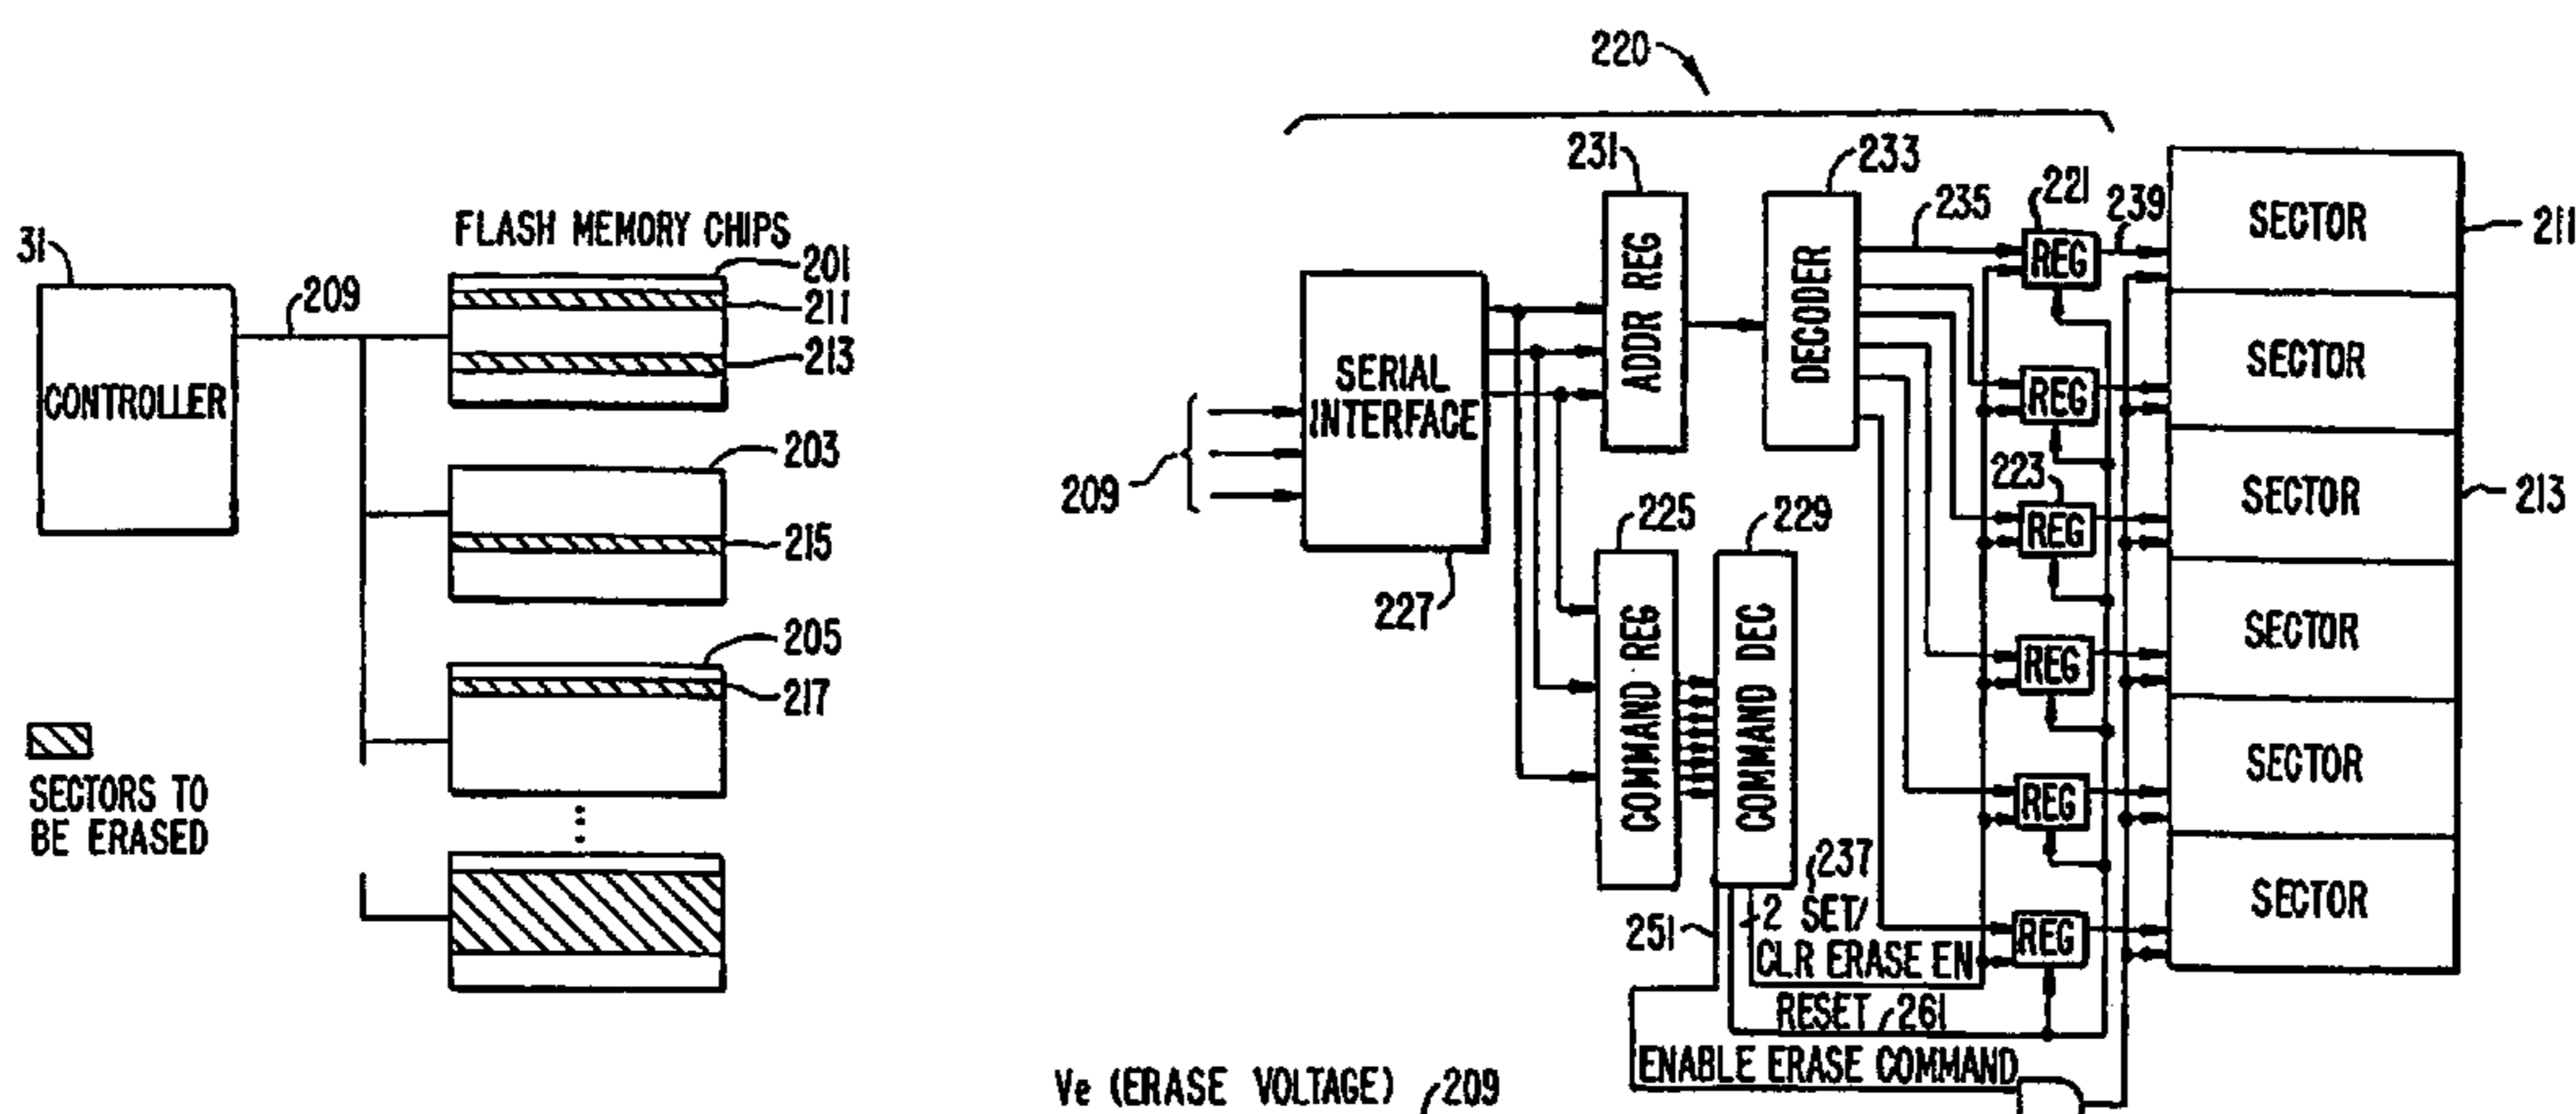 FLASH MEMORY CHIPS
31
CONTROLLER
209
201
211
213
203
215
205
217
SECTORS TO
BE ERASED
220
231
233
221
235
239
ADDR REG
DECODER
SERIAL
INTERFACE
209
227
225
229
COMMAND REG
COMMAND DEC
223
REG
REG
REG
REG
REG
REG
SECTOR
SECTOR
SECTOR
SECTOR
SECTOR
SECTOR
211
213
237
251
2 SET/
CLR ERASE EN
RESET 261
ENABLE ERASE COMMAND
Ve (ERASE VOLTAGE) 209